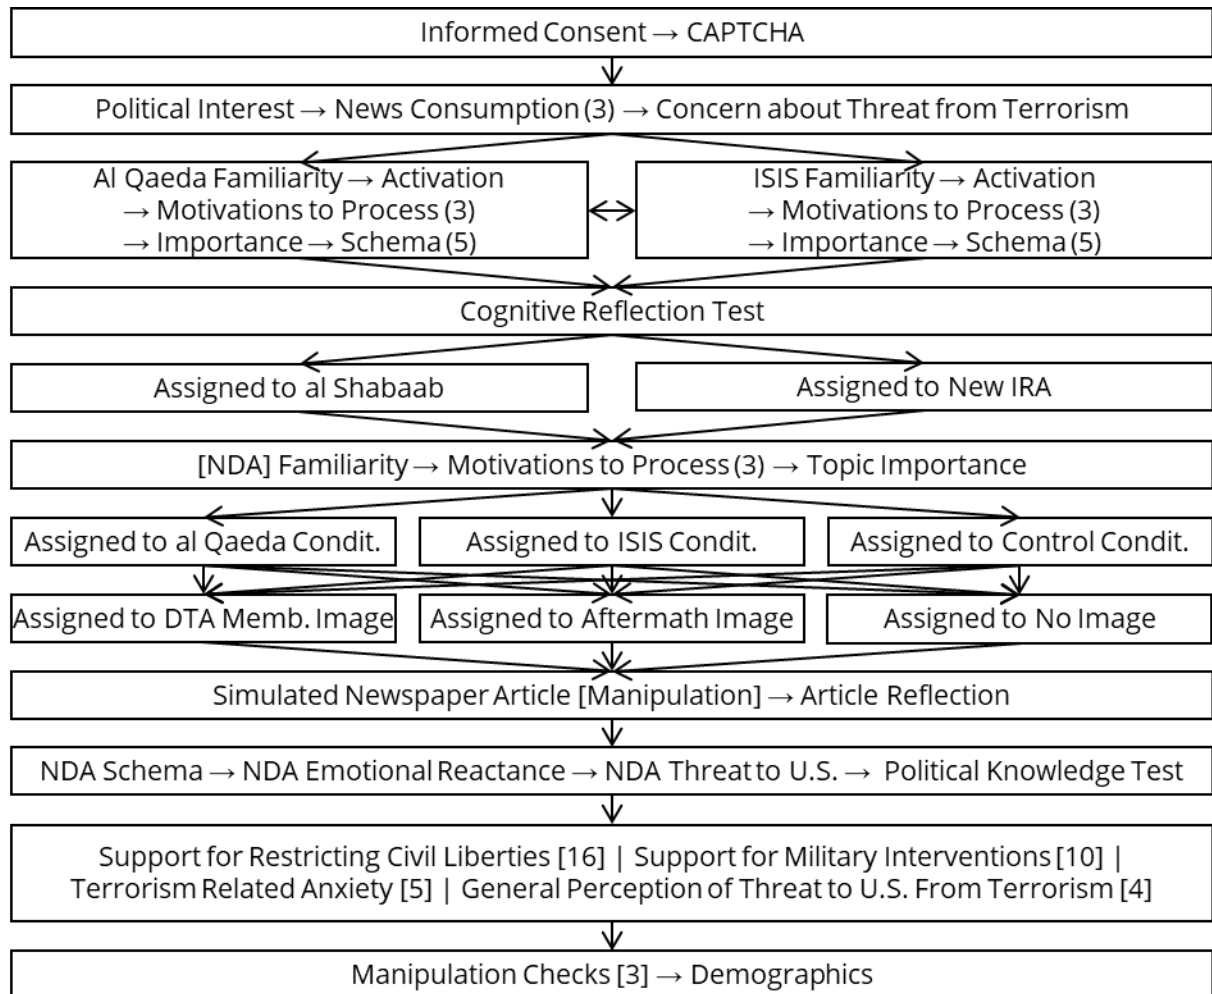 Informed Consent → CAPTCHA
Political Interest → News Consumption (3) → Concern about Threat from Terrorism
Al Qaeda Familiarity → Activation
→ Motivations to Process (3)
→ Importance → Schema (5)
ISIS Familiarity → Activation
→ Motivations to Process (3)
→ Importance → Schema (5)
Cognitive Reflection Test
Assigned to al Shabaab
Assigned to New IRA
[NDA] Familiarity → Motivations to Process (3) → Topic Importance
Assigned to al Qaeda Condit.
Assigned to ISIS Condit.
Assigned to Control Condit.
Assigned to DTA Memb. Image
Assigned to Aftermath Image
Assigned to No Image
Simulated Newspaper Article [Manipulation] → Article Reflection
NDA Schema → NDA Emotional Reactance → NDA Threat to U.S. → Political Knowledge Test
Support for Restricting Civil Liberties [16] | Support for Military Interventions [10] |
Terrorism Related Anxiety [5] | General Perception of Threat to U.S. From Terrorism [4]
Manipulation Checks [3] → Demographics